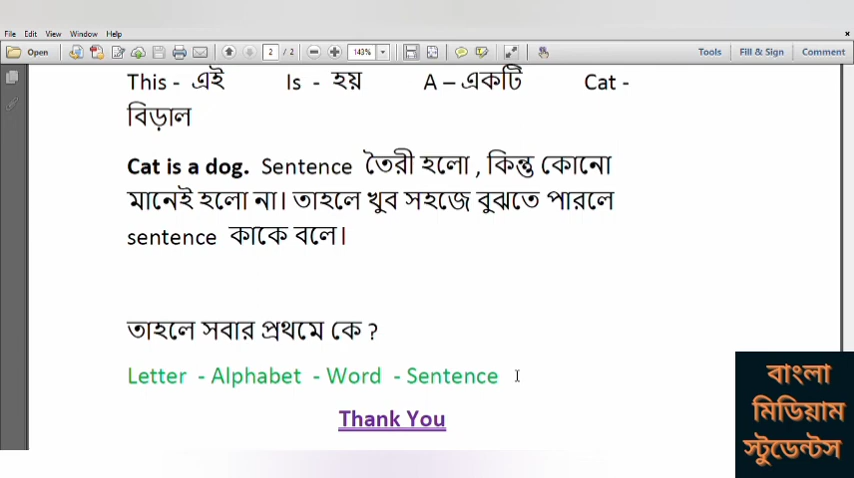 File Edit View Window Help
Open 2 / 2 143% Tools Fill & Sign Comment
This - এই Is - হয় A – একটি Cat -
বিড়াল
Cat is a dog. Sentence তৈরী হলো , কিন্তু কোনো
মানেই হলো না। তাহলে খুব সহজে বুঝতে পারলে
sentence কাকে বলে।
তাহলে সবার প্রথমে কে ?
Letter - Alphabet - Word - Sentence
Thank You
বাংলা
মিডিয়াম
স্টুডেন্টস